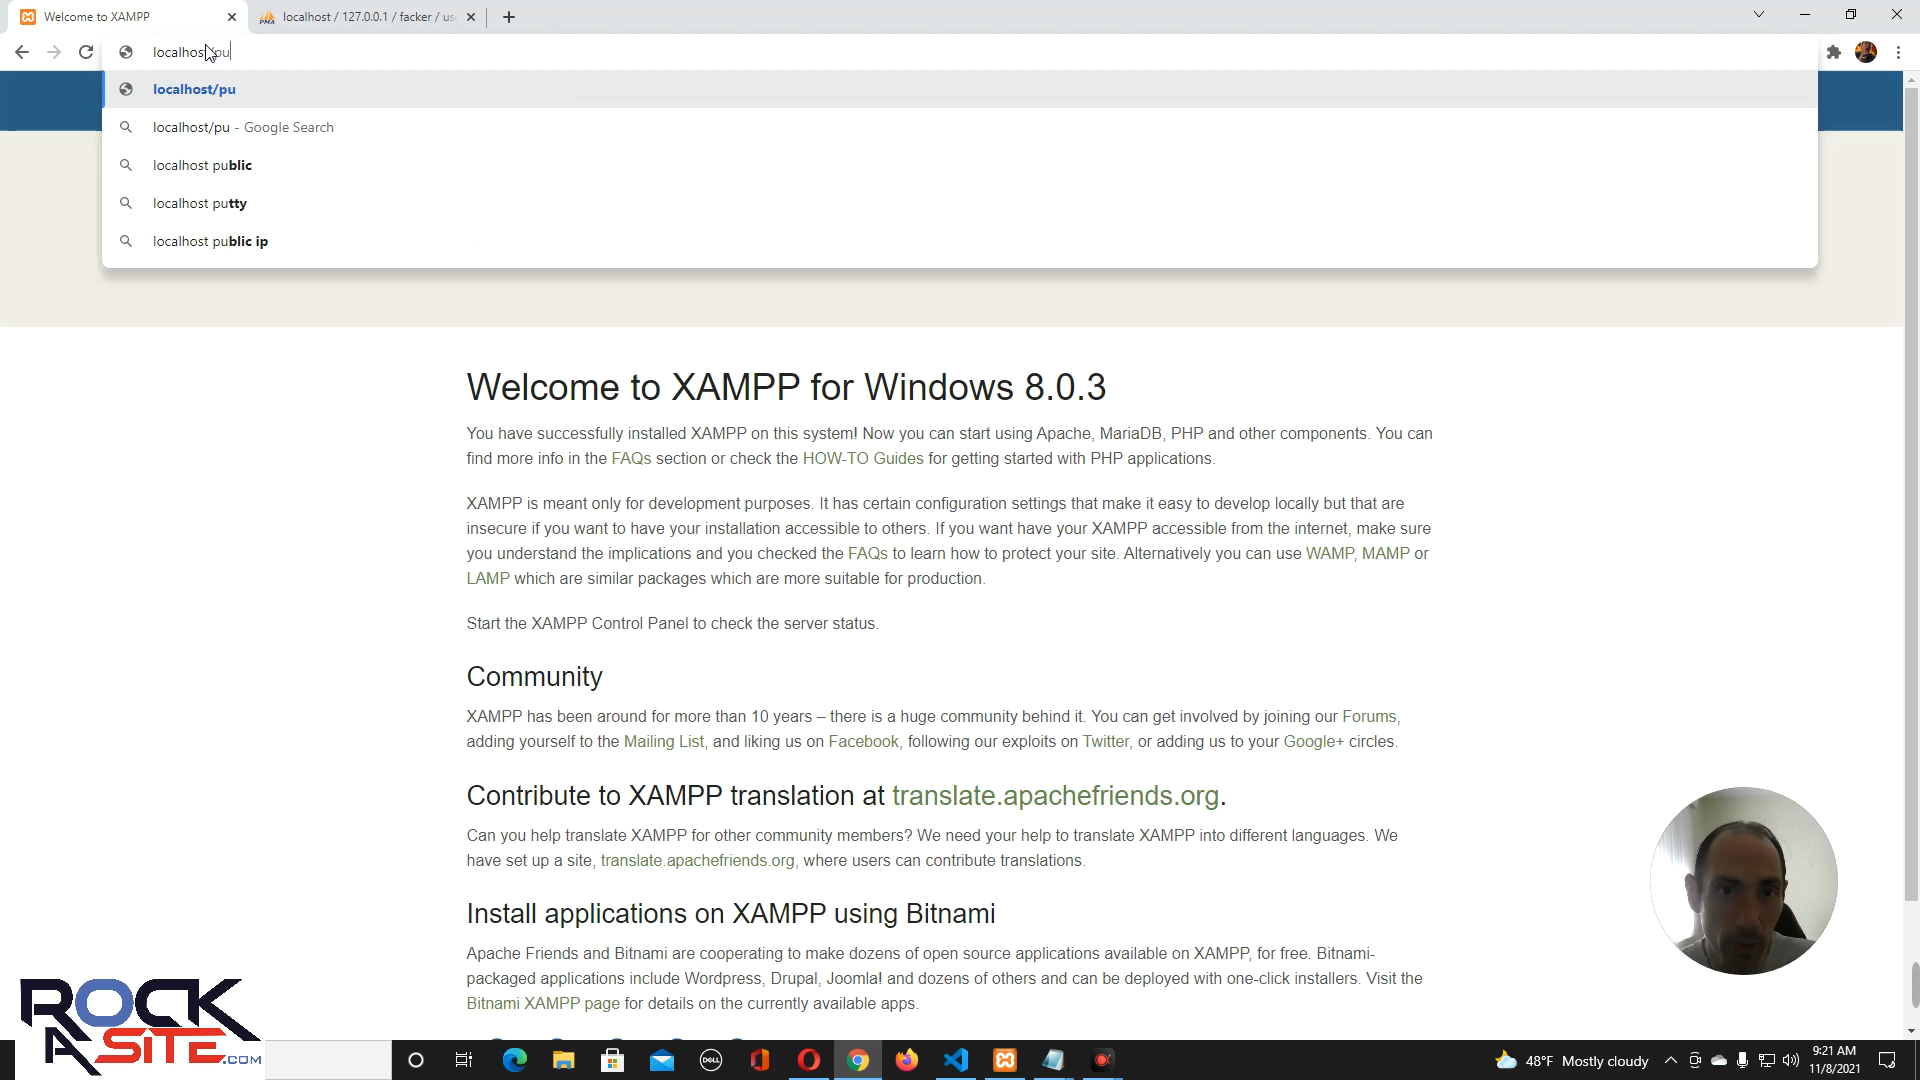 Welcome to XAMPP
localhost / 127.0.0.1 / facker / us
localhost/pu
localhost/pu
localhost/pu - Google Search
localhost public
localhost putty
localhost public ip
Welcome to XAMPP for Windows 8.0.3
You have successfully installed XAMPP on this system! Now you can start using Apache, MariaDB, PHP and other components. You can
find more info in the FAQs section or check the HOW-TO Guides for getting started with PHP applications.
XAMPP is meant only for development purposes. It has certain configuration settings that make it easy to develop locally but that are
insecure if you want to have your installation accessible to others. If you want have your XAMPP accessible from the internet, make sure
you understand the implications and you checked the FAQs to learn how to protect your site. Alternatively you can use WAMP, MAMP or
LAMP which are similar packages which are more suitable for production.
Start the XAMPP Control Panel to check the server status.
Community
XAMPP has been around for more than 10 years – there is a huge community behind it. You can get involved by joining our Forums,
adding yourself to the Mailing List, and liking us on Facebook, following our exploits on Twitter, or adding us to your Google+ circles.
Contribute to XAMPP translation at translate.apachefriends.org.
Can you help translate XAMPP for other community members? We need your help to translate XAMPP into different languages. We
have set up a site, translate.apachefriends.org, where users can contribute translations.
Install applications on XAMPP using Bitnami
Apache Friends and Bitnami are cooperating to make dozens of open source applications available on XAMPP, for free. Bitnami-
packaged applications include Wordpress, Drupal, Joomla! and dozens of others and can be deployed with one-click installers. Visit the
Bitnami XAMPP page for details on the currently available apps.
ROCK
A SITE.COM
DELL
48°F Mostly cloudy
9:21 AM
11/8/2021